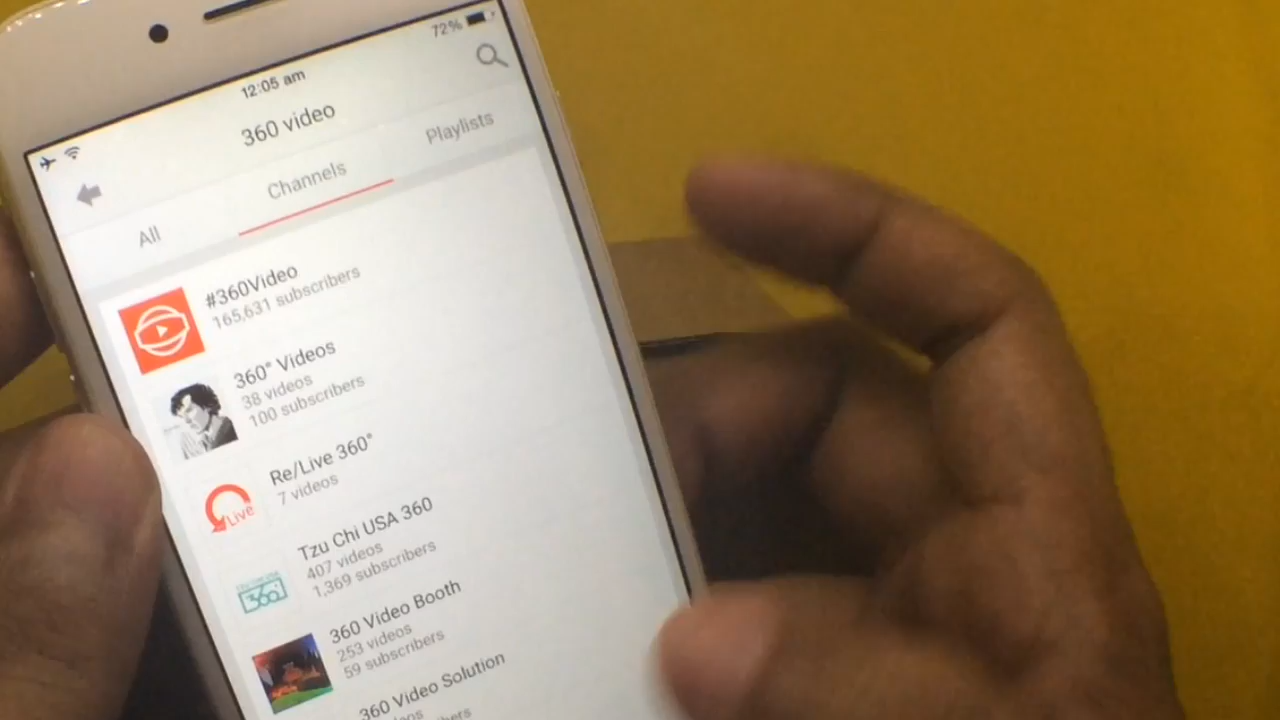 72%
12:05 am
360 video
All
Channels
Playlists
#360Video
165,631 subscribers
360° Videos
38 videos
100 subscribers
Re/Live 360°
7 videos
Live
Tzu Chi USA 360
407 videos
1,369 subscribers
360°
360 Video Booth
253 videos
59 subscribers
360 Video Solution